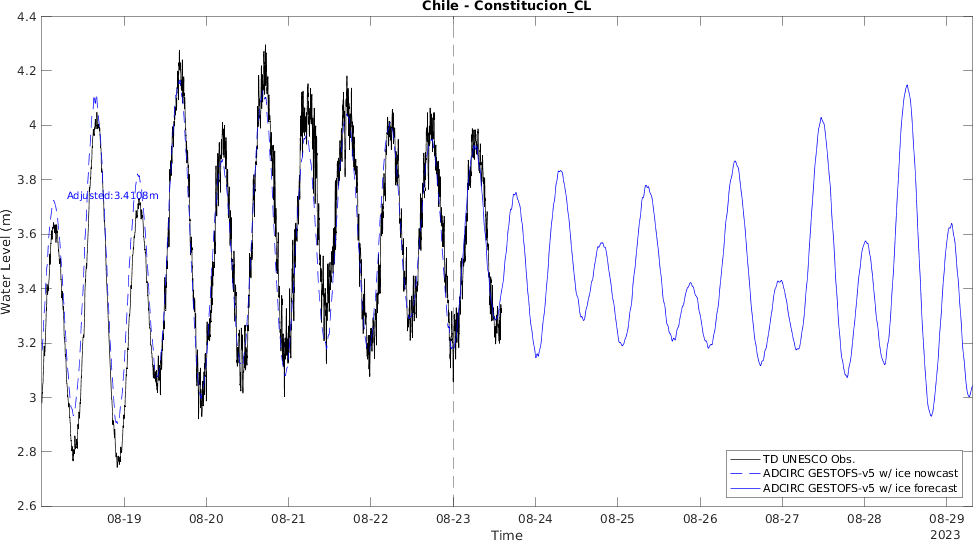 Chile - Constitucion_CL
4.4
4.2
4
3.8
3.6
3.4
3.2
3
2.8
2.6
Water Level (m)
Adjusted:3.4108m
TD UNESCO Obs.
ADCIRC GESTOFS-v5 w/ ice nowcast
ADCIRC GESTOFS-v5 w/ ice forecast
08-19 08-20 08-21 08-22 08-23 08-24 08-25 08-26 08-27 08-28 08-29
2023
Time